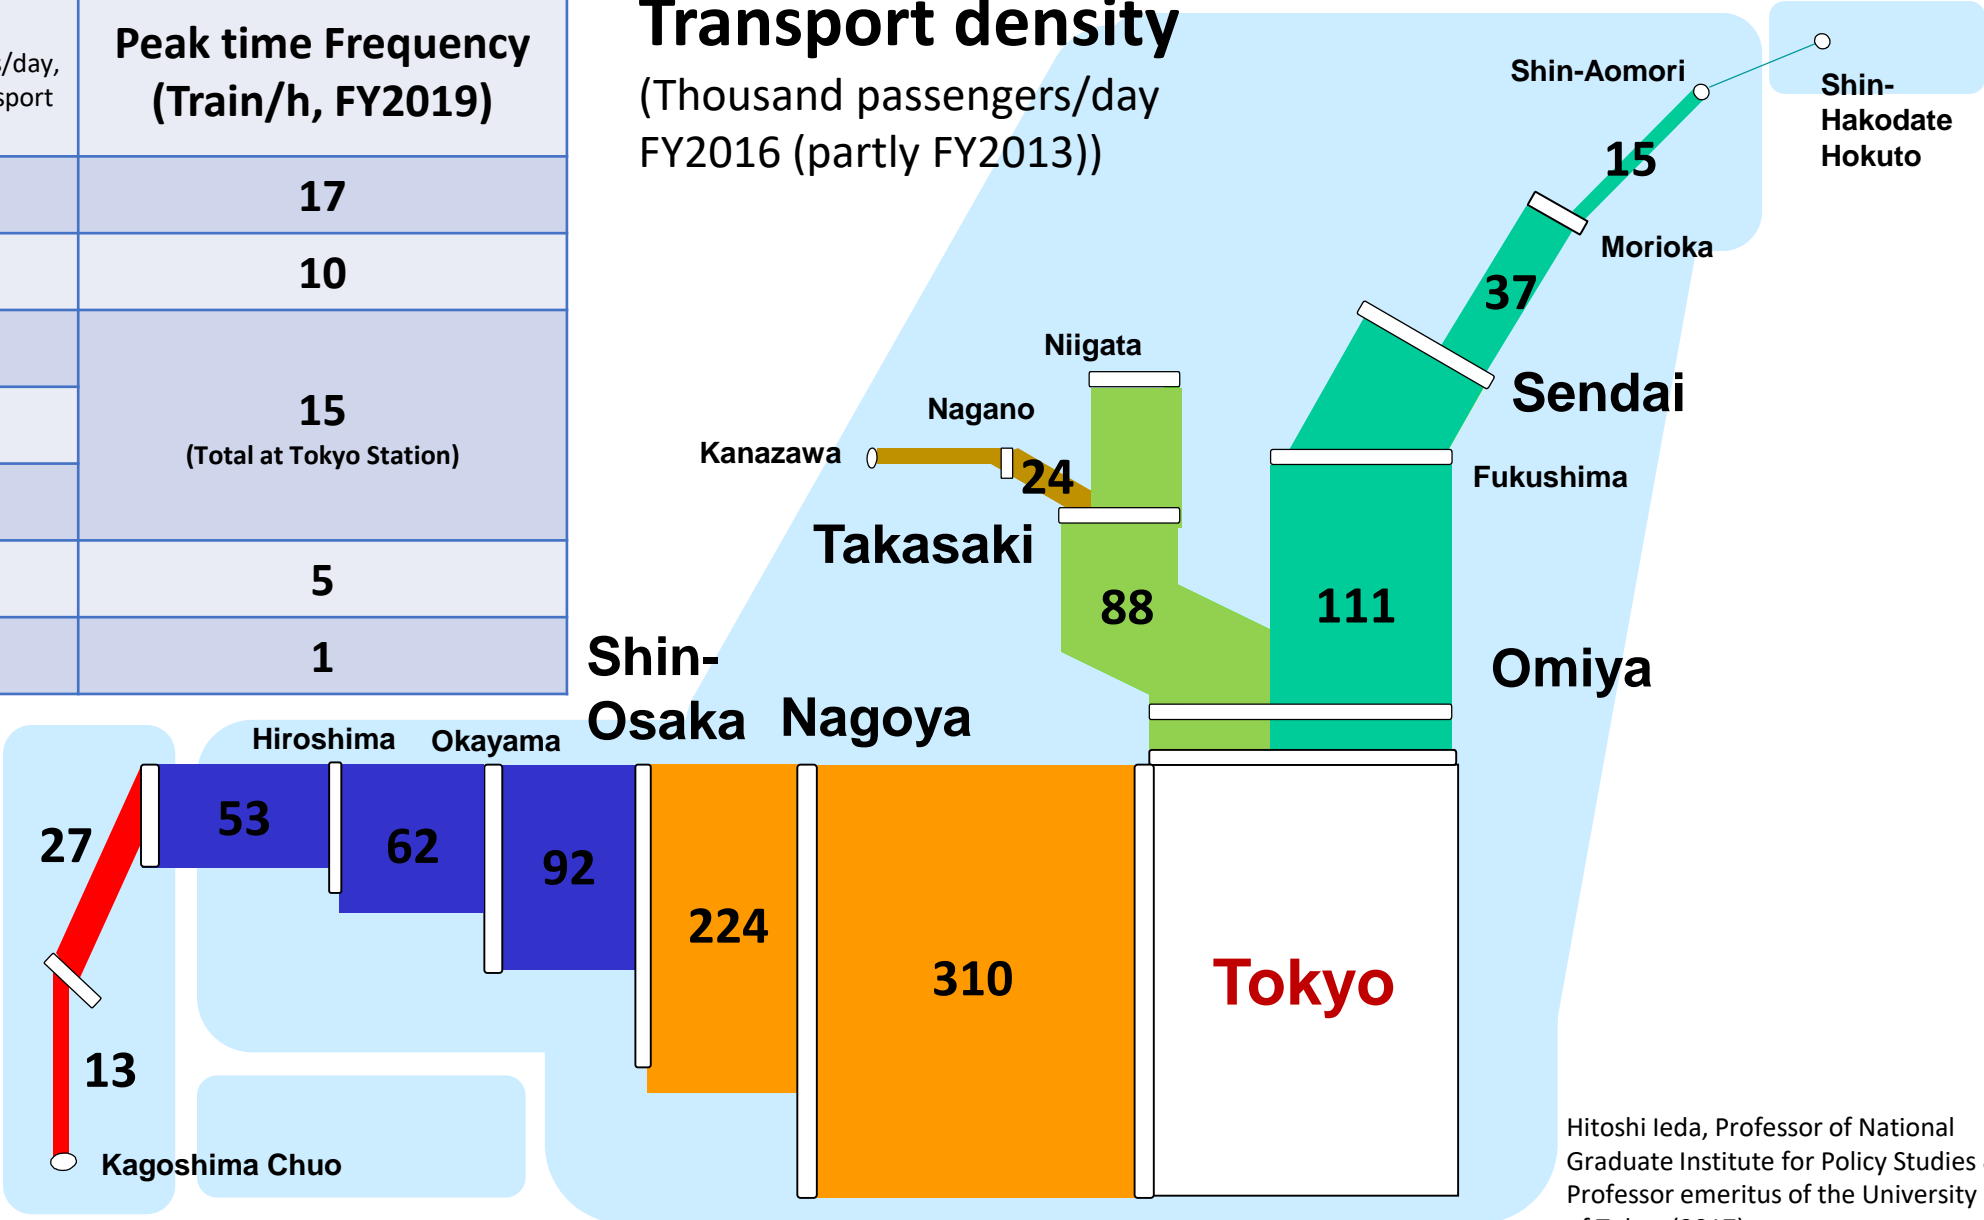 /day,
Peak time Frequency
(Train/h, FY2019)
17
10
15
(Total at Tokyo Station)
5
1
Transport density
(Thousand passengers/day
FY2016 (partly FY2013))
Shin-Aomori
Shin-
Hakodate
Hokuto
15
Morioka
37
Sendai
Niigata
Nagano
Kanazawa
24
Fukushima
Takasaki
88
111
Omiya
Shin-
Osaka
Nagoya
Hiroshima
Okayama
27
53
62
92
224
310
Tokyo
13
Kagoshima Chuo
Hitoshi Ieda, Professor of National
Graduate Institute for Policy Studies
Professor emeritus of the University